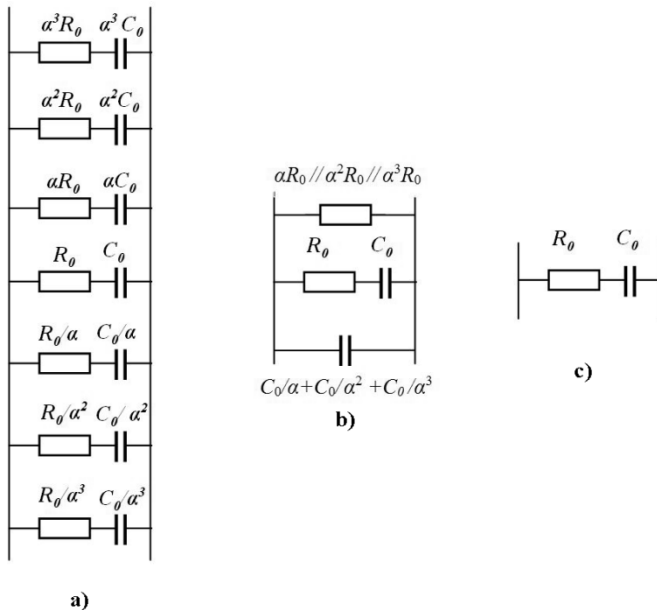 α³R₀ α³C₀
α²R₀ α²C₀
αR₀ αC₀
R₀ C₀
R₀/α C₀/α
R₀/α² C₀/α²
R₀/α³ C₀/α³
a)
αR₀//α²R₀//α³R₀
R₀ C₀
C₀/α+C₀/α²+C₀/α³
b)
R₀ C₀
c)